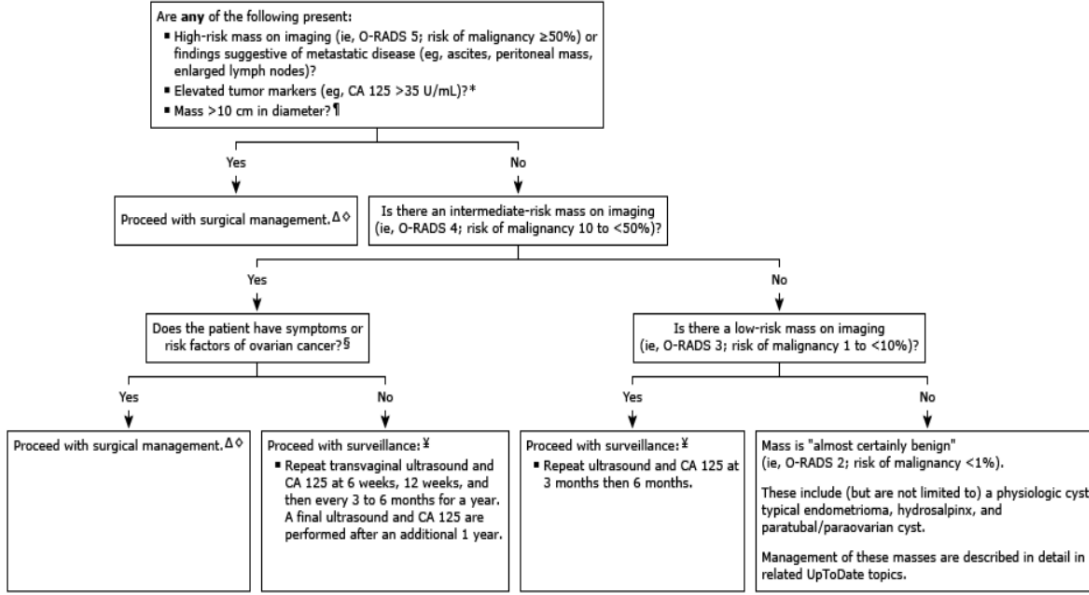 Are any of the following present:
▪ High-risk mass on imaging (ie, O-RADS 5; risk of malignancy ≥50%) or
findings suggestive of metastatic disease (eg, ascites, peritoneal mass,
enlarged lymph nodes)?
▪ Elevated tumor markers (eg, CA 125 >35 U/mL)?*
▪ Mass >10 cm in diameter?¶
Yes
No
Proceed with surgical management.Δ◊
Is there an intermediate-risk mass on imaging
(ie, O-RADS 4; risk of malignancy 10 to <50%)?
Yes
No
Does the patient have symptoms or
risk factors of ovarian cancer?§
Is there a low-risk mass on imaging
(ie, O-RADS 3; risk of malignancy 1 to <10%)?
Yes
No
Yes
No
Proceed with surgical management.Δ◊
Proceed with surveillance:¥
▪ Repeat transvaginal ultrasound and
CA 125 at 6 weeks, 12 weeks, and
then every 3 to 6 months for a year.
A final ultrasound and CA 125 are
performed after an additional 1 year.
Proceed with surveillance:¥
▪ Repeat ultrasound and CA 125 at
3 months then 6 months.
Mass is "almost certainly benign"
(ie, O-RADS 2; risk of malignancy <1%).
These include (but are not limited to) a physiologic cyst
typical endometrioma, hydrosalpinx, and
paratubal/paraovarian cyst.
Management of these masses are described in detail in
related UpToDate topics.